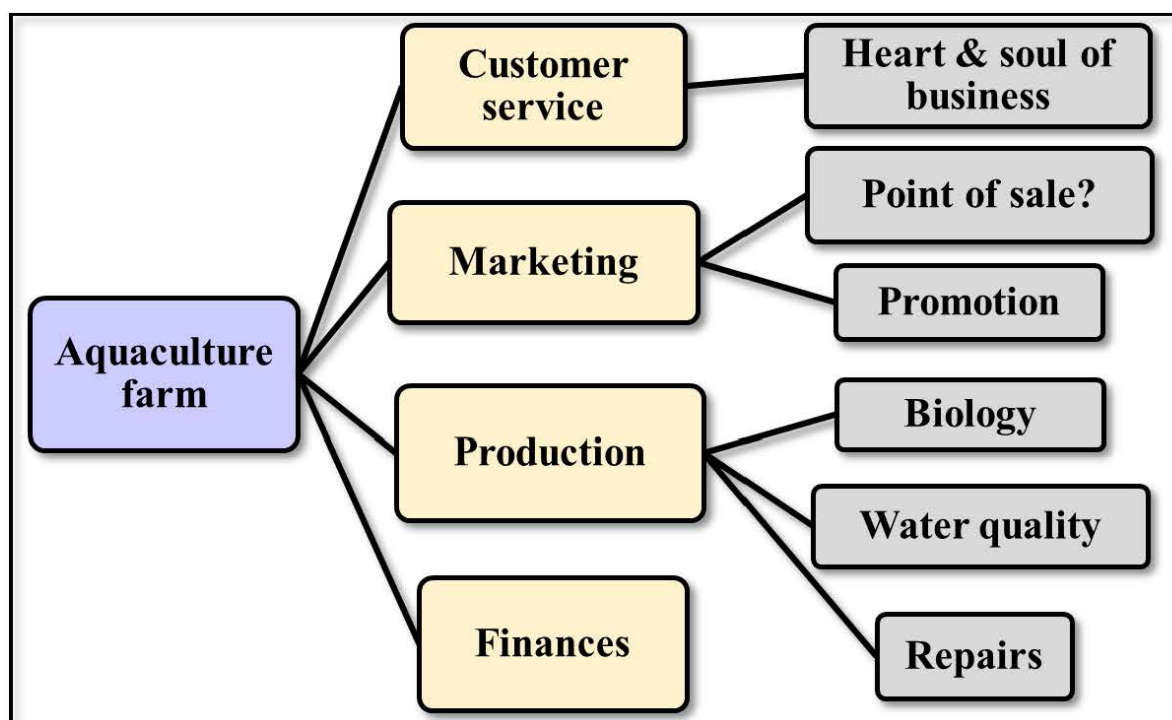 Customer
service
Heart & soul of
business
Marketing
Point of sale?
Promotion
Aquaculture
farm
Production
Biology
Water quality
Repairs
Finances